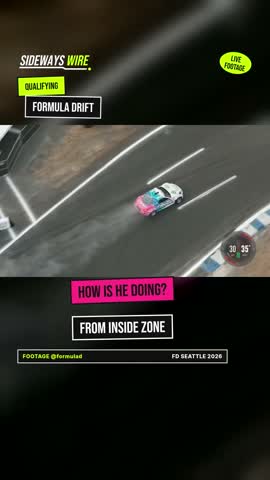 SIDEWAYS WIRE.
LIVE
FOOTAGE
QUALIFYING
FORMULA DRIFT
30 35°
HOW IS HE DOING?
FROM INSIDE ZONE
FOOTAGE @formulad FD SEATTLE 2026